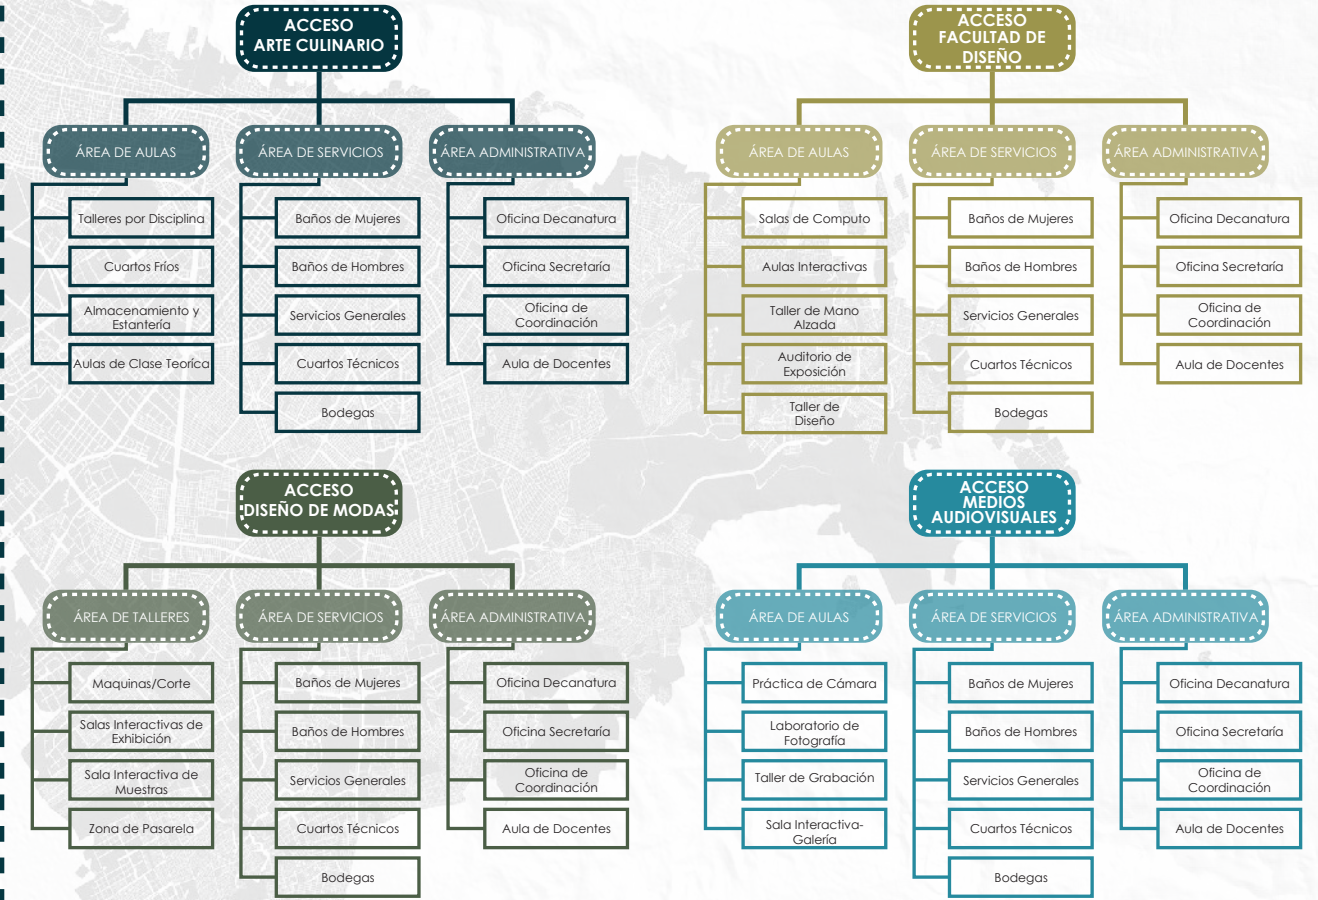 ACCESO
ARTE CULINARIO
ÁREA DE AULAS
Talleres por Disciplina
Cuartos Fríos
Almacenamiento y
Estantería
Aulas de Clase Teoríca
ÁREA DE SERVICIOS
Baños de Mujeres
Baños de Hombres
Servicios Generales
Cuartos Técnicos
Bodegas
ÁREA ADMINISTRATIVA
Oficina Decanatura
Oficina Secretaría
Oficina de
Coordinación
Aula de Docentes
ACCESO
FACULTAD DE
DISEÑO
ÁREA DE AULAS
Salas de Computo
Aulas Interactivas
Taller de Mano
Alzada
Auditorio de
Exposición
Taller de
Diseño
ÁREA DE SERVICIOS
Baños de Mujeres
Baños de Hombres
Servicios Generales
Cuartos Técnicos
Bodegas
ÁREA ADMINISTRATIVA
Oficina Decanatura
Oficina Secretaría
Oficina de
Coordinación
Aula de Docentes
ACCESO
DISEÑO DE MODAS
ÁREA DE TALLERES
Maquinas/Corte
Salas Interactivas de
Exhibición
Sala Interactiva de
Muestras
Zona de Pasarela
ÁREA DE SERVICIOS
Baños de Mujeres
Baños de Hombres
Servicios Generales
Cuartos Técnicos
Bodegas
ÁREA ADMINISTRATIVA
Oficina Decanatura
Oficina Secretaría
Oficina de
Coordinación
Aula de Docentes
ACCESO
MEDIOS
AUDIOVISUALES
ÁREA DE AULAS
Práctica de Cámara
Laboratorio de
Fotografía
Taller de Grabación
Sala Interactiva-
Galería
ÁREA DE SERVICIOS
Baños de Mujeres
Baños de Hombres
Servicios Generales
Cuartos Técnicos
Bodegas
ÁREA ADMINISTRATIVA
Oficina Decanatura
Oficina Secretaría
Oficina de
Coordinación
Aula de Docentes